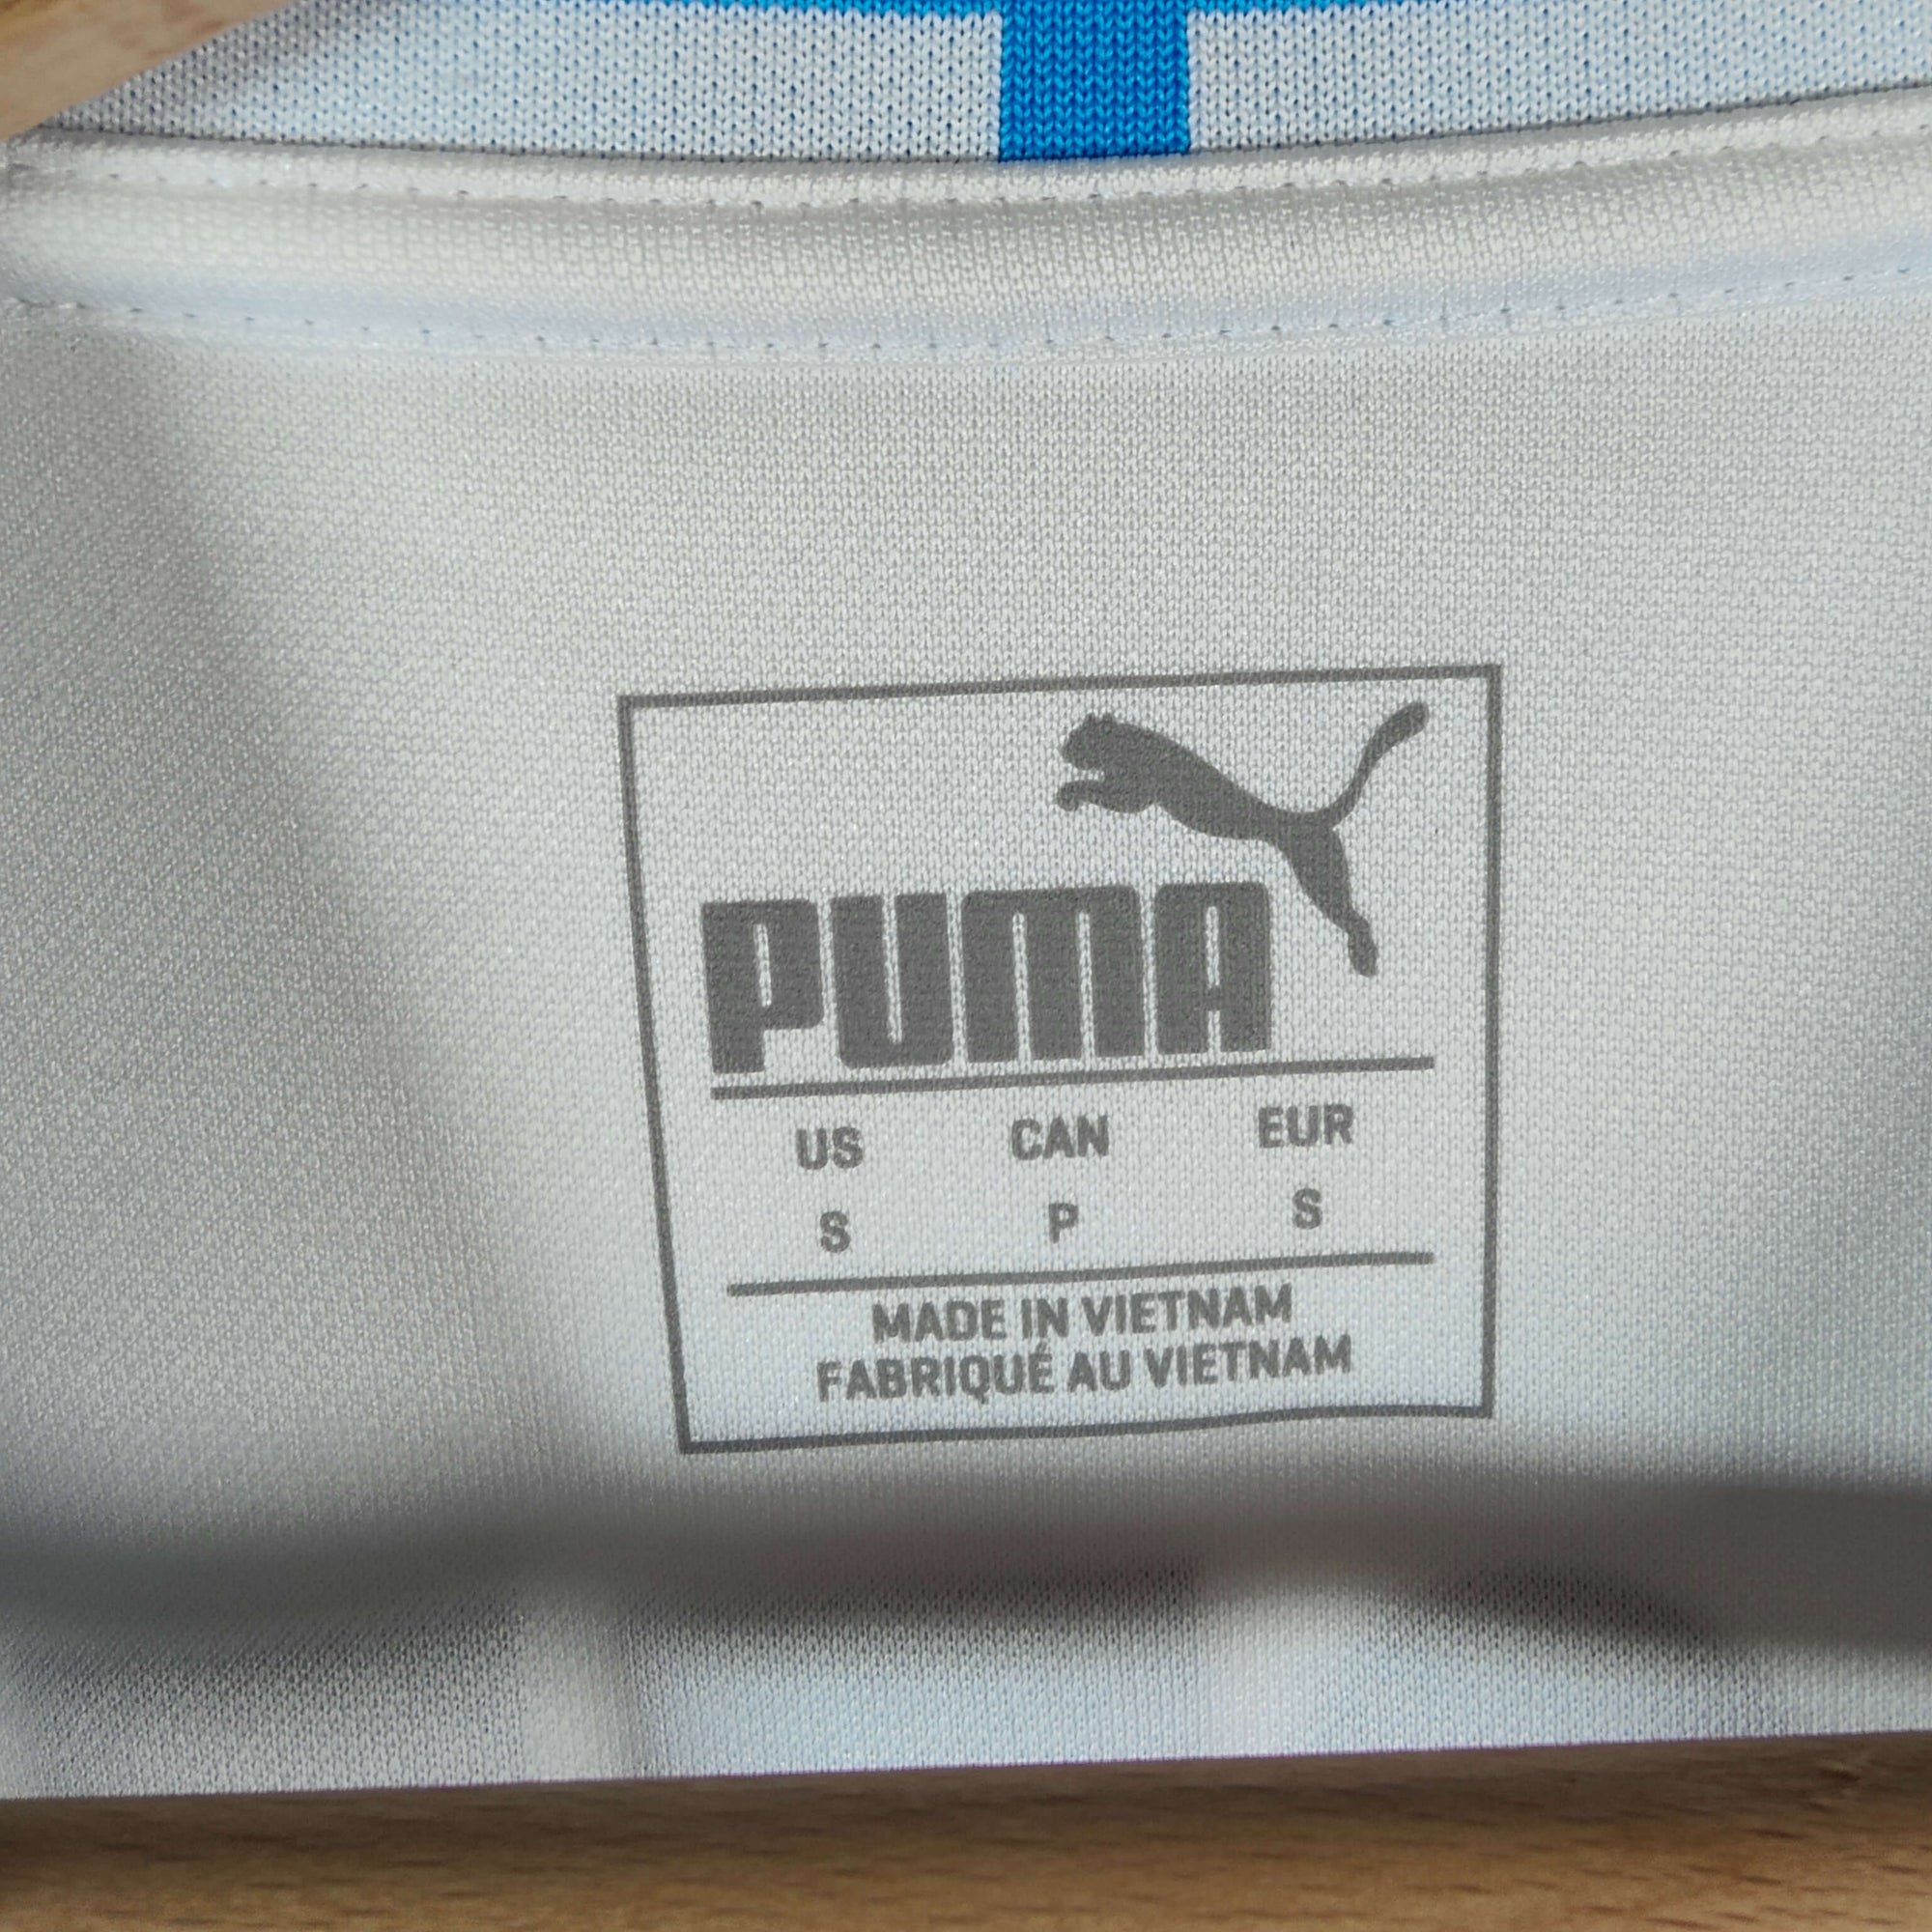 PUMA
US CAN EUR
S P S
MADE IN VIETNAM
FABRIQUÉ AU VIETNAM